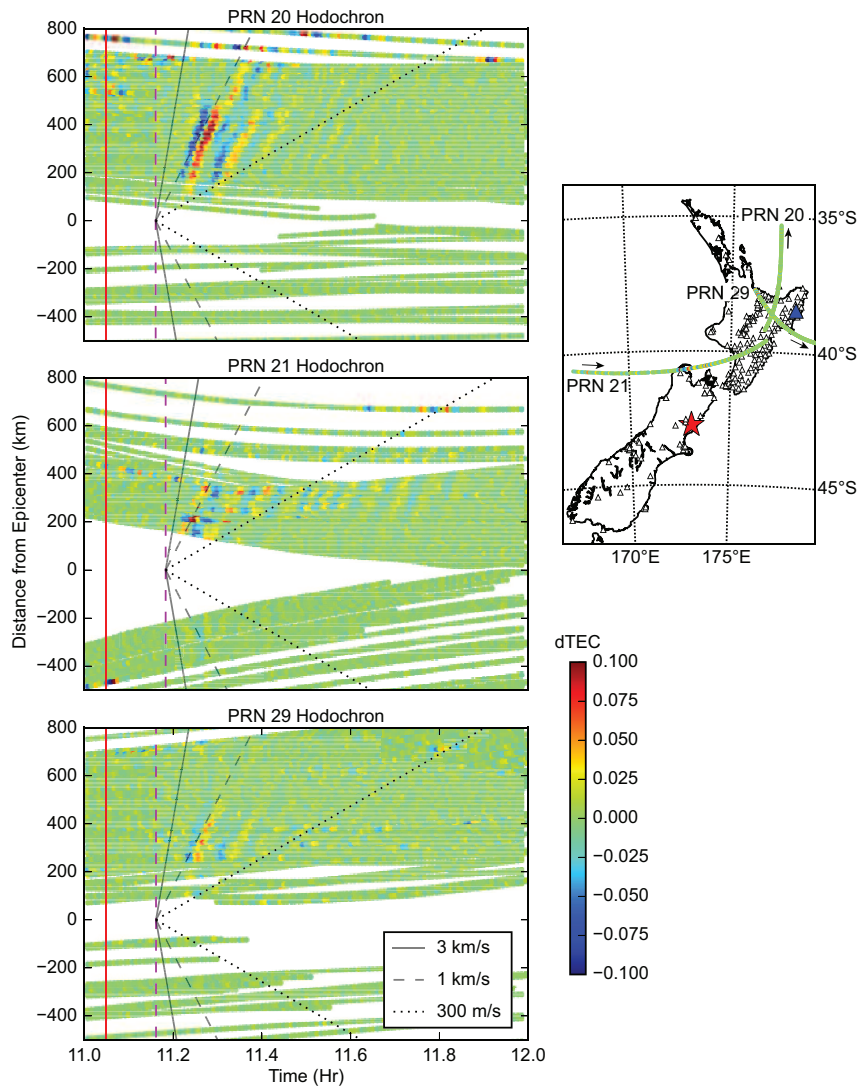 PRN 20 Hodochron
800
600
400
200
0
−200
−400
PRN 21 Hodochron
800
600
400
200
0
−200
−400
Distance from Epicenter (km)
PRN 29 Hodochron
800
600
400
200
0
−200
−400
3 km/s
1 km/s
300 m/s
11.0
11.2
11.4
11.6
11.8
12.0
Time (Hr)
PRN 20
35°S
PRN 29
40°S
PRN 21
45°S
170°E
175°E
dTEC
0.100
0.075
0.050
0.025
0.000
−0.025
−0.050
−0.075
−0.100